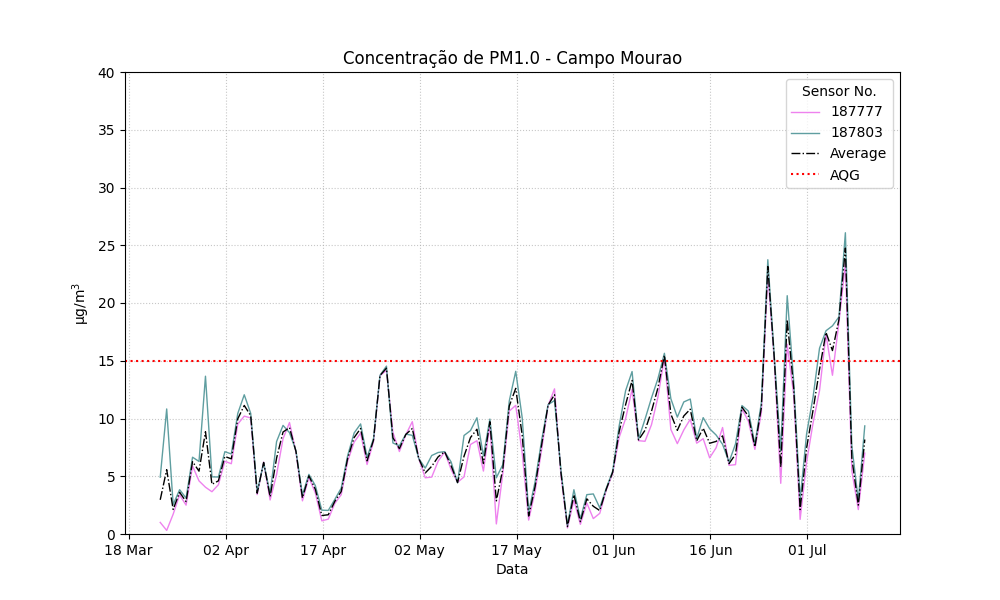 Concentração de PM1.0 - Campo Mourao
40
35
30
25
20
15
10
5
0
µg/m³
Sensor No.
187777
187803
Average
AQG
18 Mar
02 Apr
17 Apr
02 May
17 May
01 Jun
16 Jun
01 Jul
Data